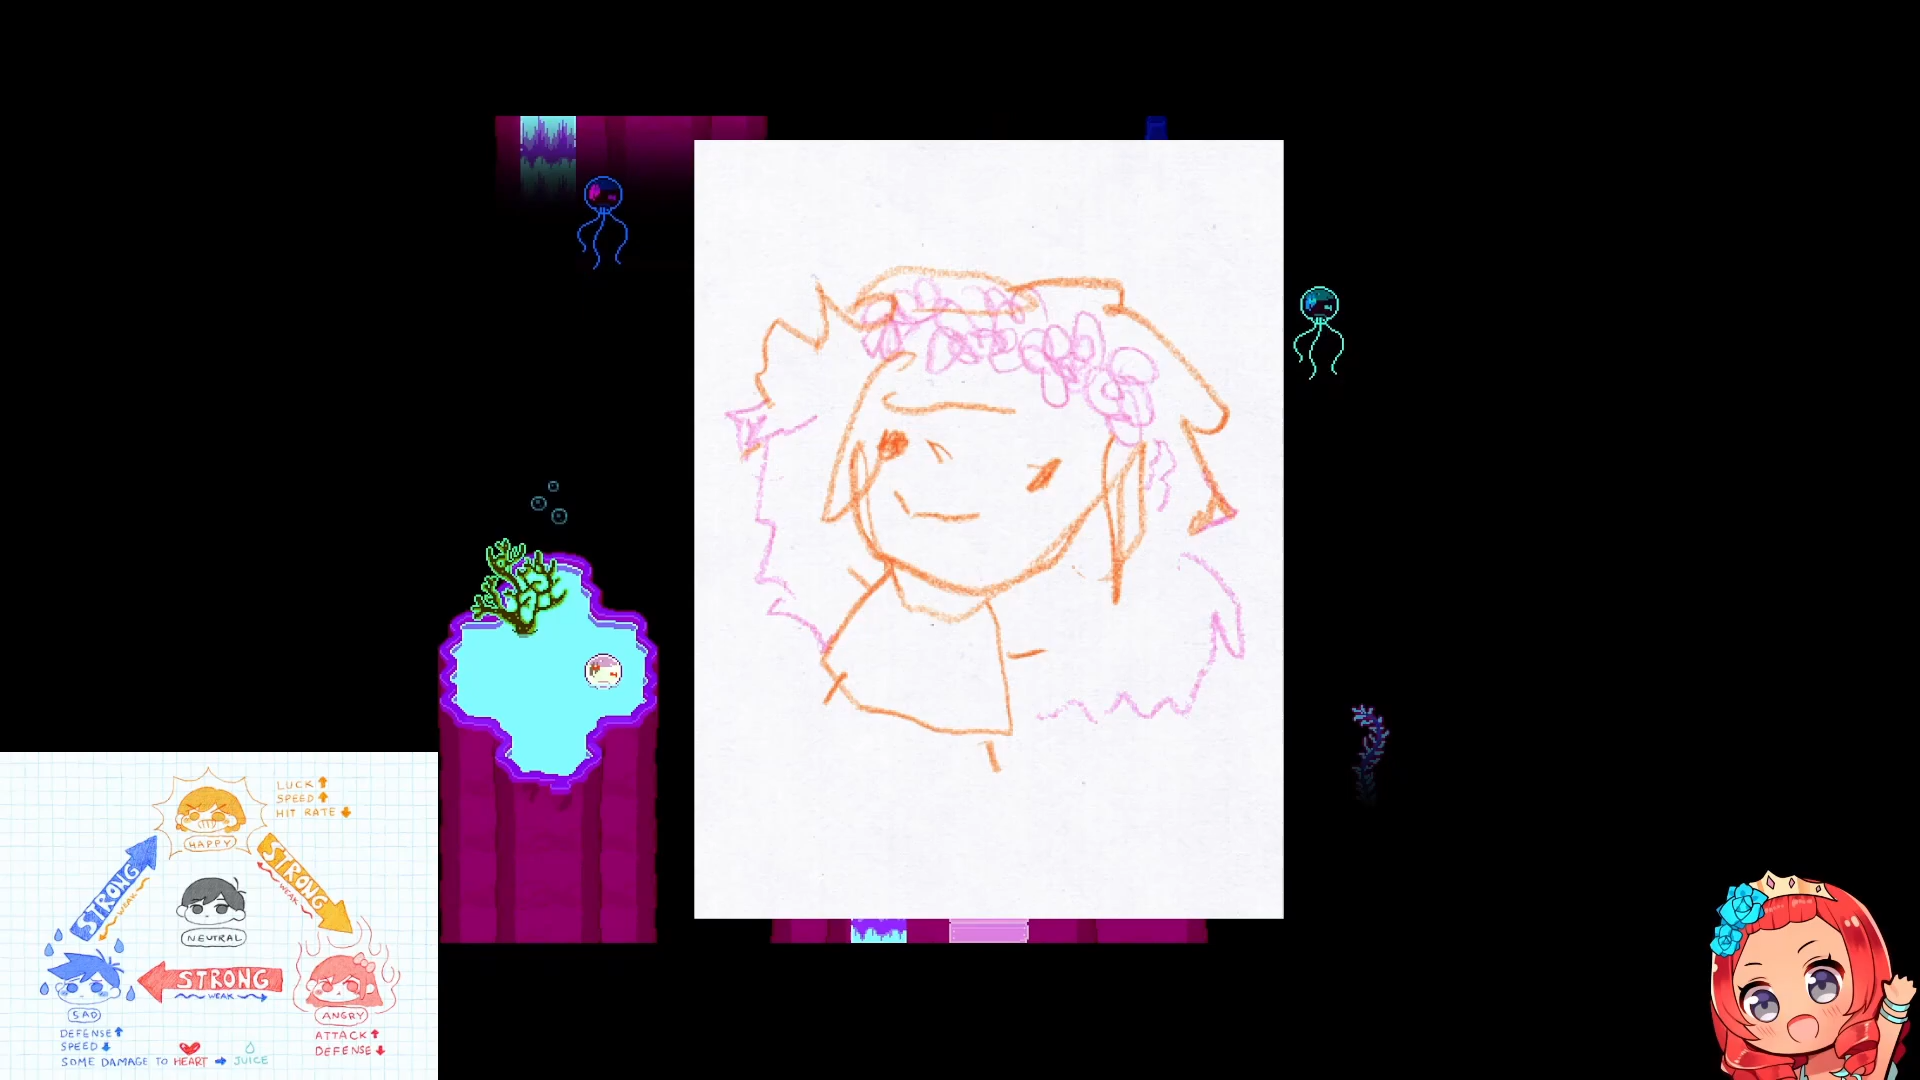 LUCK ↑
SPEED ↑
HIT RATE ↓
HAPPY
STRONG
WEAK
STRONG
WEAK
NEUTRAL
STRONG
WEAK
SAD
ANGRY
DEFENSE ↑
SPEED ↓
SOME DAMAGE TO HEART → JUICE
ATTACK ↑
DEFENSE ↓